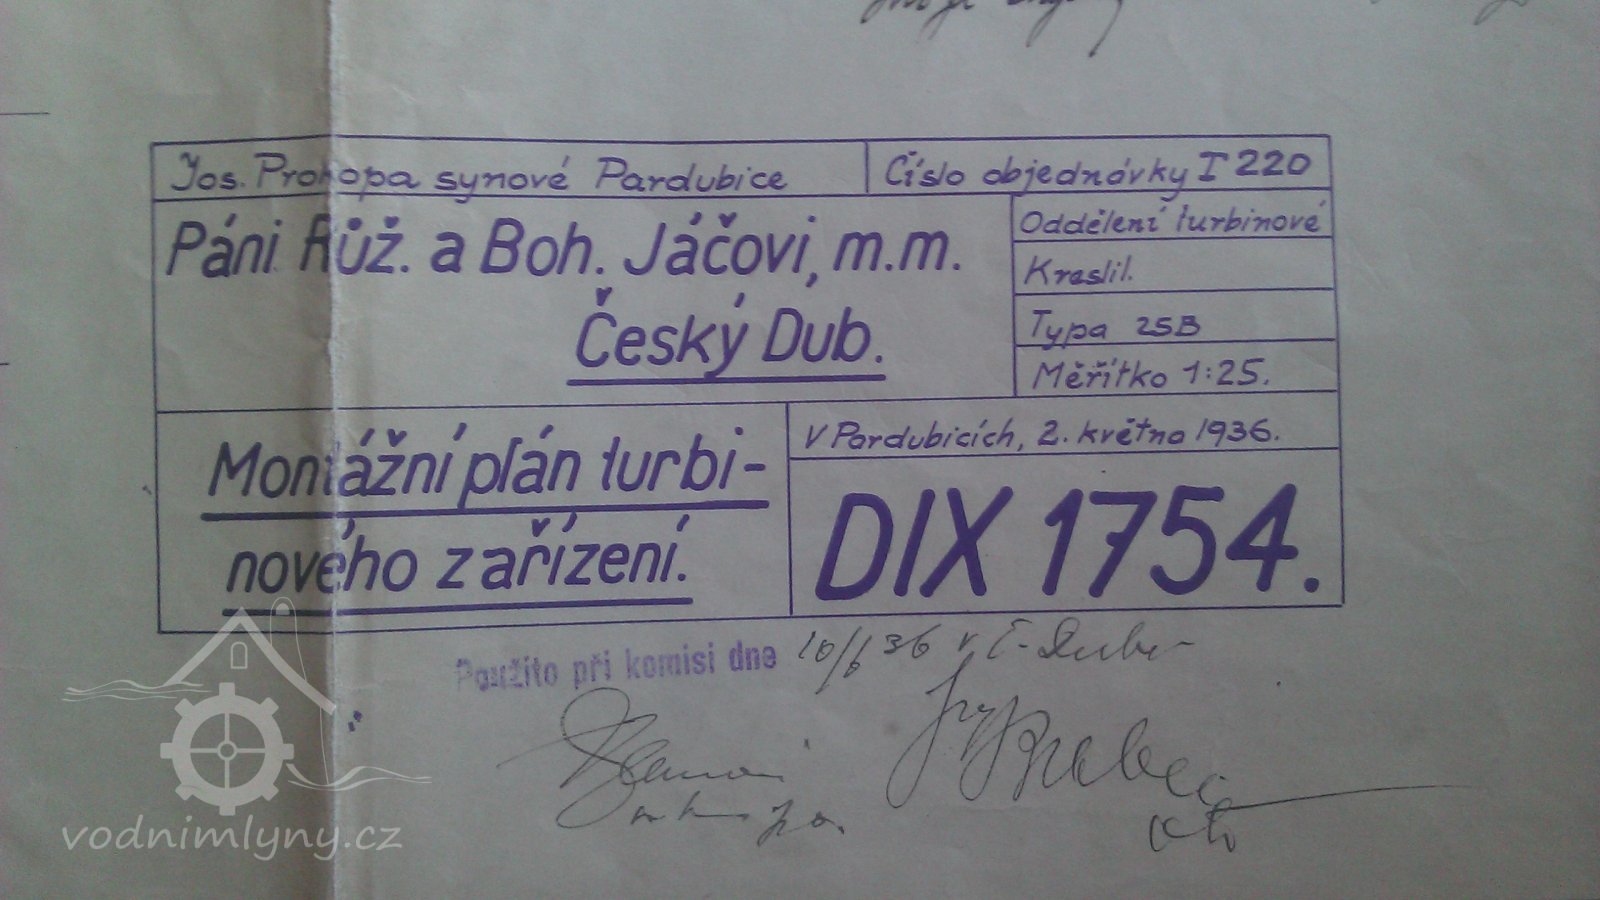 Jos. Prokopa synové Pardubice
Číslo objednávky T 220
Páni Růž. a Boh. Jáčovi, m.m.
Český Dub.
Oddělení turbinové
Kreslil.
Typa 25B
Měřítko 1:25.
Montážní plán turbi-
nového zařízení.
V Pardubicích, 2. května 1936.
DIX 1754.
Použito při komisi dne 10/6 36 v Č. Dubu
vodnimlyny.cz